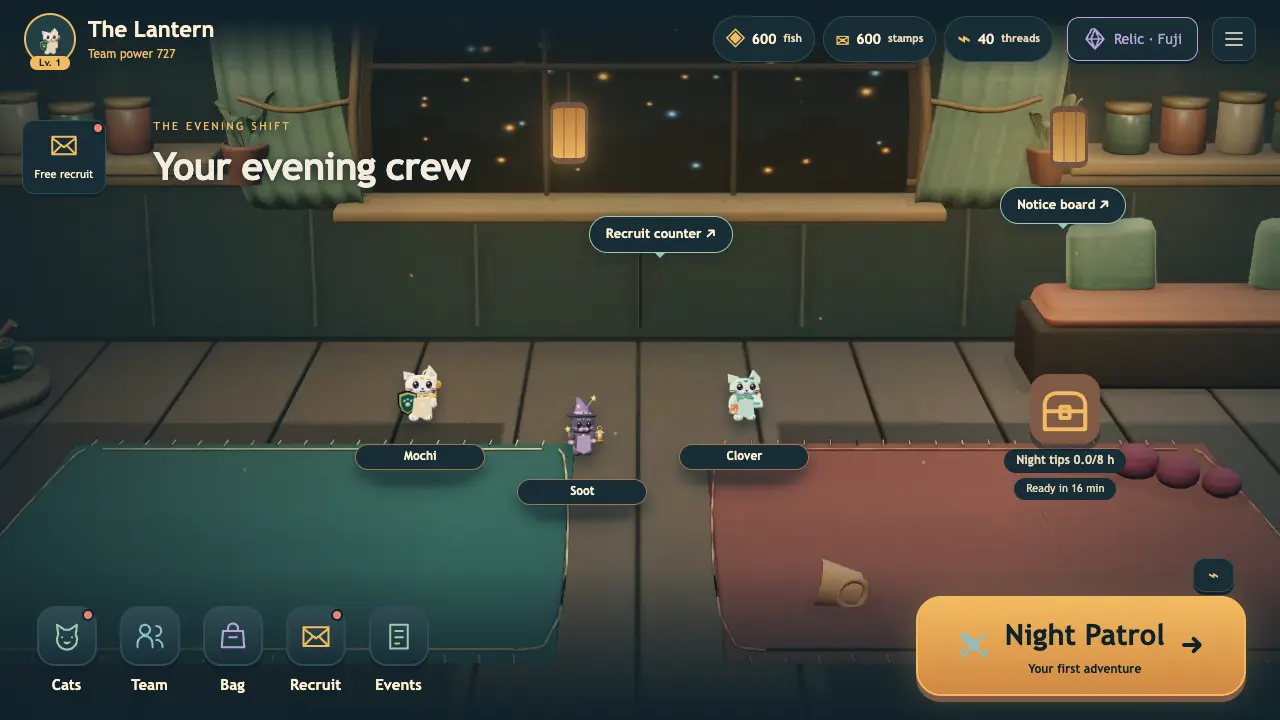 The Lantern
Team power 727
Lv. 1
600 fish
600 stamps
40 threads
Relic · Fuji
THE EVENING SHIFT
Your evening crew
Free recruit
Notice board ↗
Recruit counter ↗
Mochi
Soot
Clover
Night tips 0.0/8 h
Ready in 16 min
Night Patrol →
Your first adventure
Cats
Team
Bag
Recruit
Events